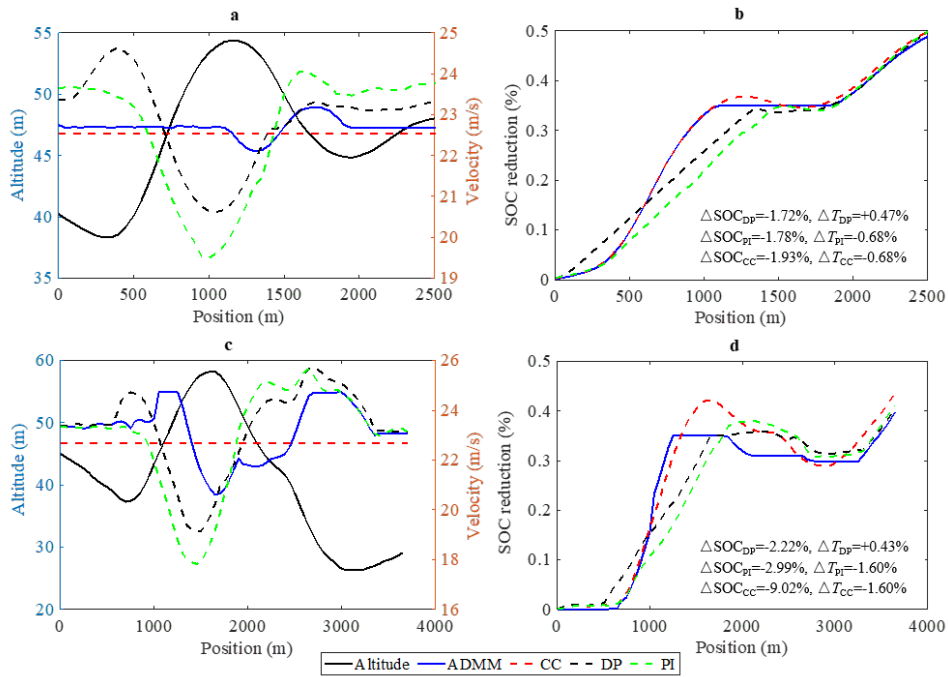 a
55
50
45
40
35
Altitude (m)
25
24
23
22
21
20
19
Velocity (m/s)
0
500
1000
1500
2000
2500
Position (m)
b
0.5
0.4
0.3
0.2
0.1
0
SOC reduction (%)
△SOCDP=-1.72%, △TDP=+0.47%
△SOCPI=-1.78%, △TPI=-0.68%
△SOCCC=-1.93%, △TCC=-0.68%
0
500
1000
1500
2000
2500
Position (m)
c
60
50
40
30
20
Altitude (m)
26
24
22
20
18
16
Velocity (m/s)
0
1000
2000
3000
4000
Position (m)
d
0.5
0.4
0.3
0.2
0.1
0
SOC reduction (%)
△SOCDP=-2.22%, △TDP=+0.43%
△SOCPI=-2.99%, △TPI=-1.60%
△SOCCC=-9.02%, △TCC=-1.60%
0
1000
2000
3000
4000
Position (m)
Altitude ADMM CC DP PI